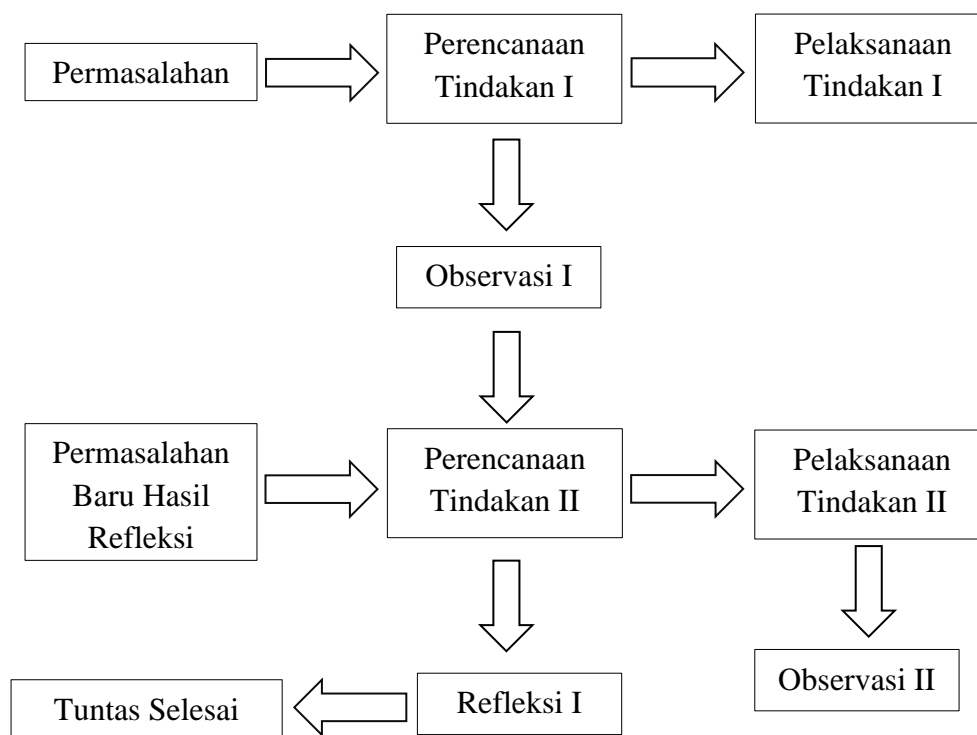 Permasalahan
Perencanaan
Tindakan I
Pelaksanaan
Tindakan I
Observasi I
Permasalahan
Baru Hasil
Refleksi
Perencanaan
Tindakan II
Pelaksanaan
Tindakan II
Tuntas Selesai
Refleksi I
Observasi II